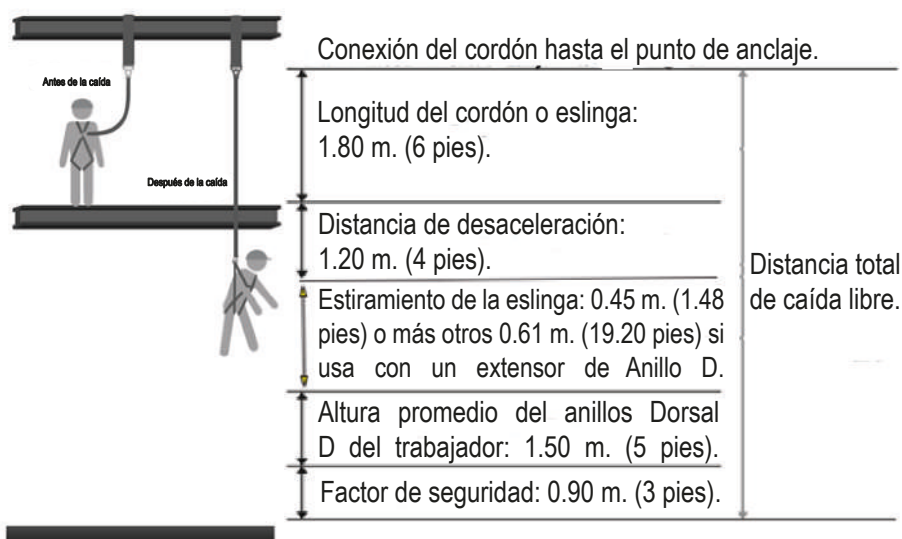 Conexión del cordón hasta el punto de anclaje.
Antes de la caída
Longitud del cordón o eslinga:
1.80 m. (6 pies).
Después de la caída
Distancia de desaceleración:
1.20 m. (4 pies).
Distancia total
de caída libre.
Estiramiento de la eslinga: 0.45 m. (1.48
pies) o más otros 0.61 m. (19.20 pies) si
usa con un extensor de Anillo D.
Altura promedio del anillos Dorsal
D del trabajador: 1.50 m. (5 pies).
Factor de seguridad: 0.90 m. (3 pies).